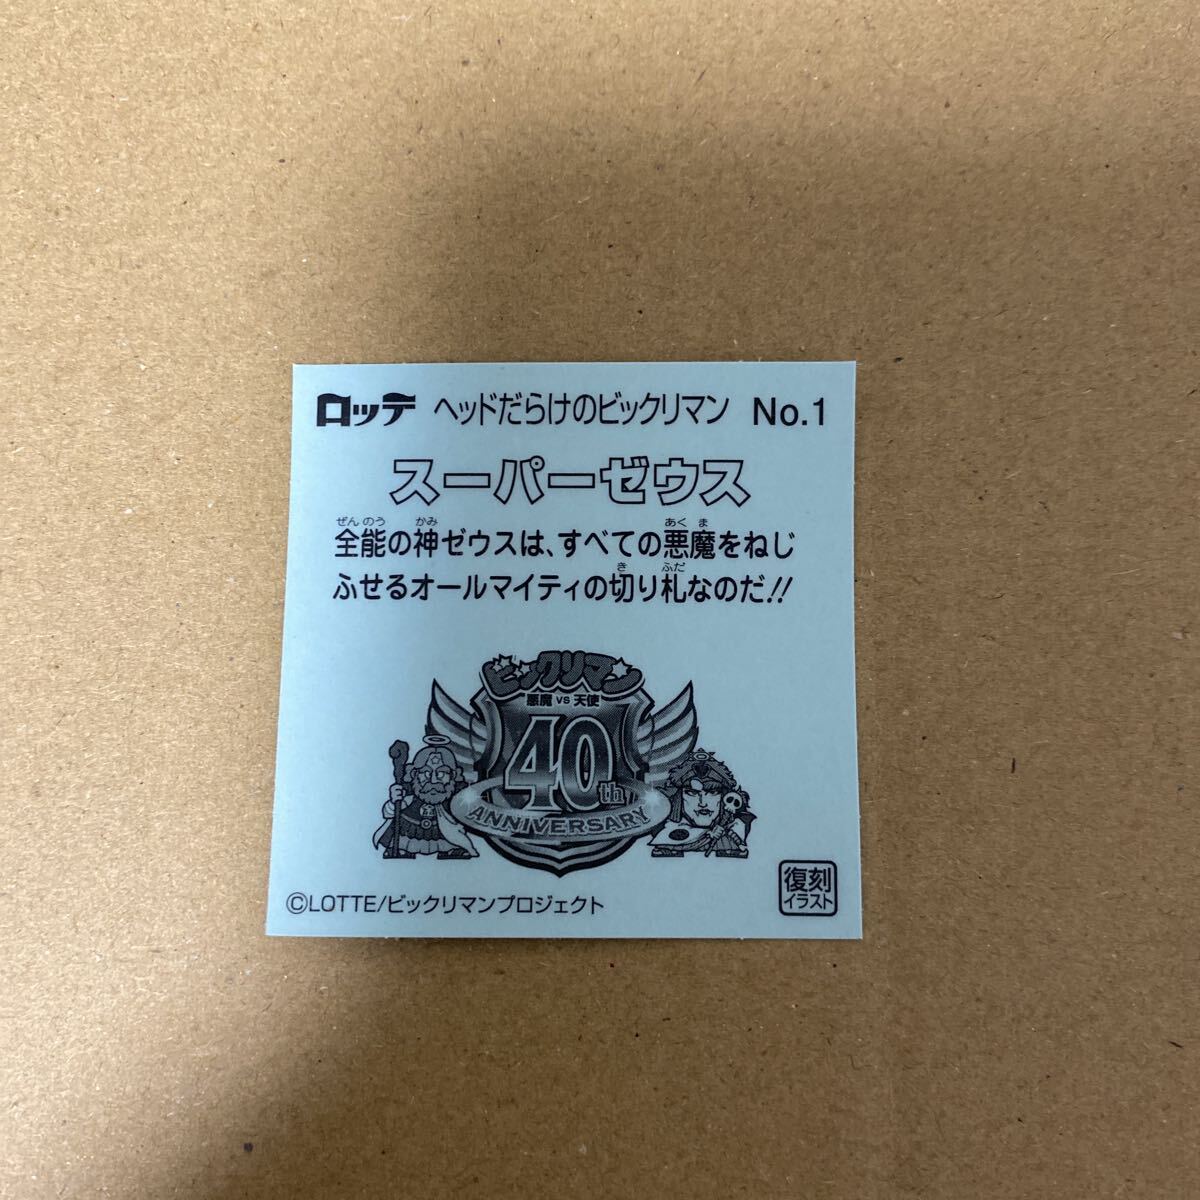 ロッテ ヘッドだらけのビックリマン No.1
スーパーゼウス
ぜんのう かみ あくま
全能の神ゼウスは、すべての悪魔をねじ
き ふだ
ふせるオールマイティの切り札なのだ!!
ビックリマン
悪魔 VS 天使
40th
ANNIVERSARY
©LOTTE/ビックリマンプロジェクト
復刻
イラスト